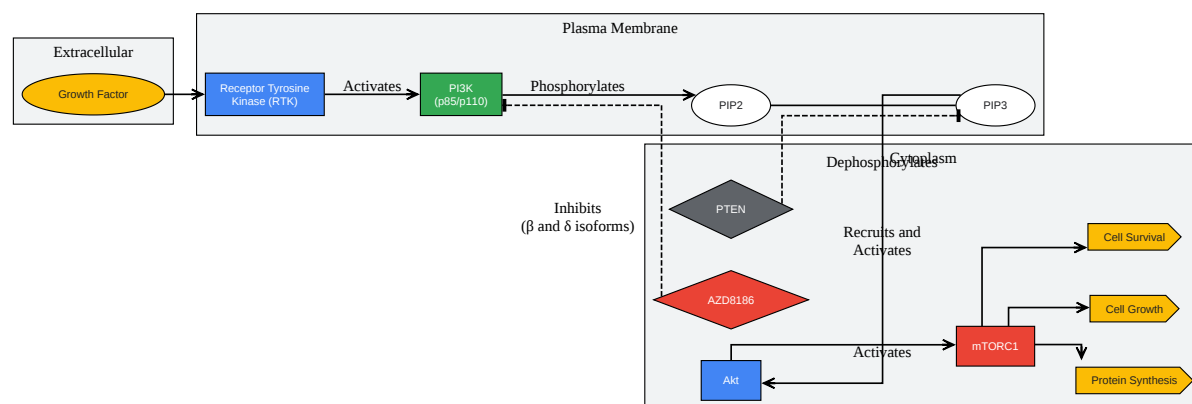 Plasma Membrane
Extracellular
Growth Factor
Receptor Tyrosine
Kinase (RTK)
Activates
PI3K
(p85/p110)
Phosphorylates
PIP2
PIP3
Cytoplasm
Dephosphorylates
PTEN
Inhibits
(β and δ isoforms)
Recruits and
Activates
Cell Survival
AZD8186
Cell Growth
mTORC1
Activates
Akt
Protein Synthesis